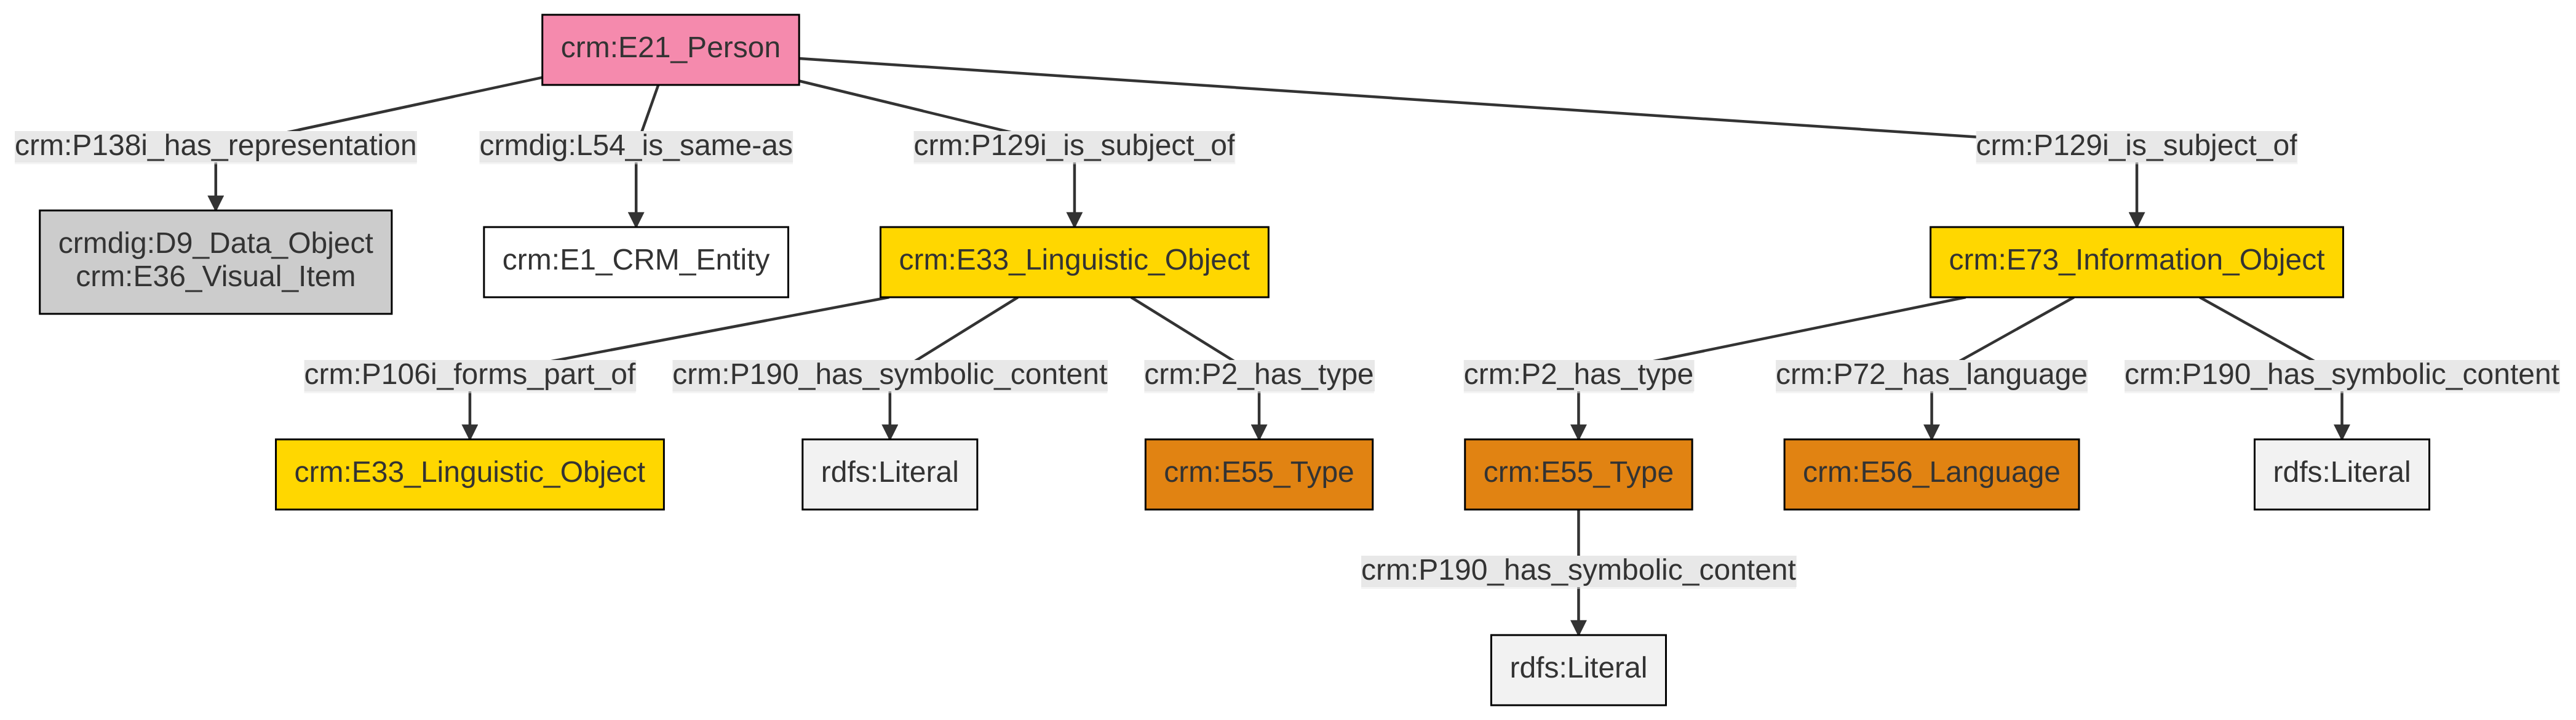 crm:E21_Person
crm:P138i_has_representation
crmdig:L54_is_same-as
crm:P129i_is_subject_of
crm:P129i_is_subject_of
crmdig:D9_Data_Object
crm:E36_Visual_Item
crm:E1_CRM_Entity
crm:E33_Linguistic_Object
crm:E73_Information_Object
crm:P106i_forms_part_of
crm:P190_has_symbolic_content
crm:P2_has_type
crm:P2_has_type
crm:P72_has_language
crm:P190_has_symbolic_content
crm:E33_Linguistic_Object
rdfs:Literal
crm:E55_Type
crm:E55_Type
crm:E56_Language
rdfs:Literal
crm:P190_has_symbolic_content
rdfs:Literal